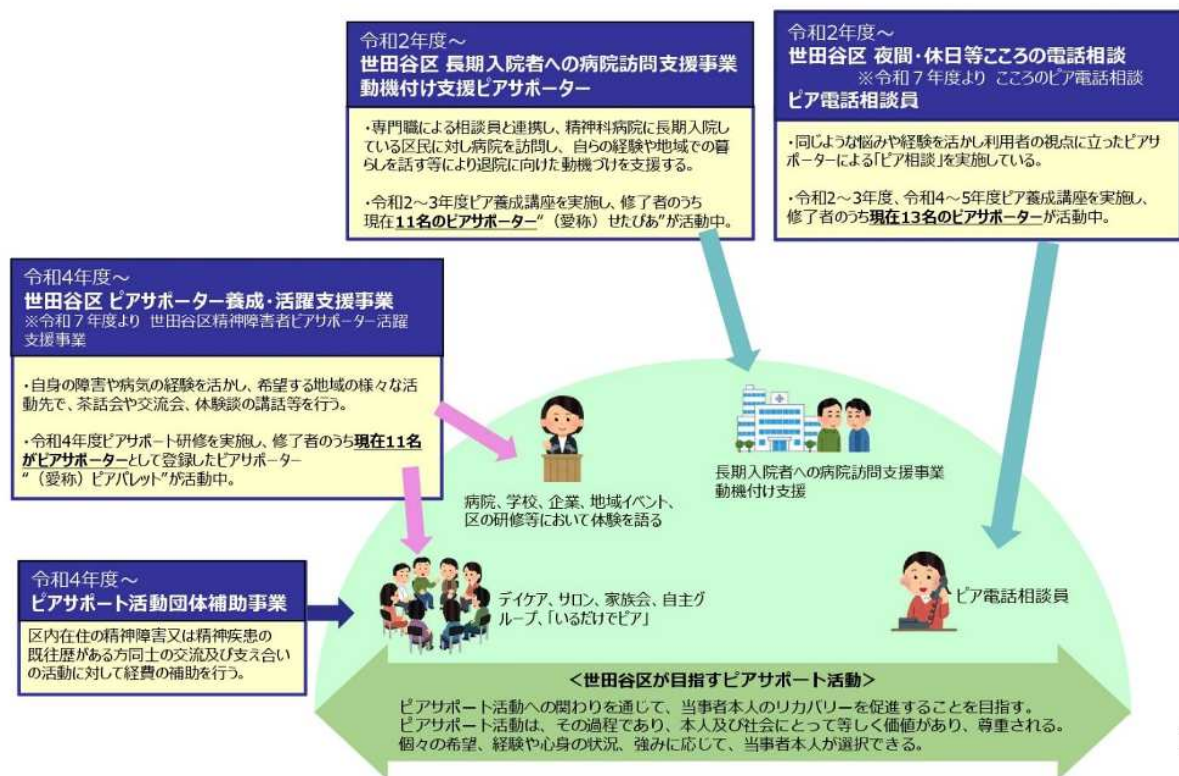 令和2年度～
世田谷区 長期入院者への病院訪問支援事業
動機付け支援ピアサポーター
・専門職による相談員と連携し、精神科病院に長期入院し
ている区民に対し病院を訪問し、自らの経験や地域での暮
らしを話す等により退院に向けた動機づけを支援する。
・令和2～3年度ピア養成講座を実施し、修了者のうち
現在11名のピアサポーター“（愛称）せたぴあ”が活動中。
令和2年度～
世田谷区 夜間・休日等こころの電話相談
※令和７年度より こころのピア電話相談
ピア電話相談員
・同じような悩みや経験を活かし利用者の視点に立ったピアサ
ポーターによる「ピア相談」を実施している。
・令和2～3年度、令和4～5年度ピア養成講座を実施し、
修了者のうち現在13名のピアサポーターが活動中。
令和4年度～
世田谷区 ピアサポーター養成・活躍支援事業
※令和７年度より 世田谷区精神障害者ピアサポーター活躍
支援事業
・自身の障害や病気の経験を活かし、希望する地域の様々な活
動先で、茶話会や交流会、体験談の講話等を行う。
・令和4年度ピアサポート研修を実施し、修了者のうち現在11名
がピアサポーターとして登録したピアサポーター
“（愛称）ピアパレット”が活動中。
令和4年度～
ピアサポート活動団体補助事業
区内在住の精神障害又は精神疾患の
既往歴がある方同士の交流及び支え合い
の活動に対して経費の補助を行う。
病院、学校、企業、地域イベント、
区の研修等において体験を語る
長期入院者への病院訪問支援事業
動機付け支援
デイケア、サロン、家族会、自主グ
ループ、「いるだけでピア」
ピア電話相談員
＜世田谷区が目指すピアサポート活動＞
ピアサポート活動への関わりを通じて、当事者本人のリカバリーを促進することを目指す。
ピアサポート活動は、その過程であり、本人及び社会にとって等しく価値があり、尊重される。
個々の希望、経験や心身の状況、強みに応じて、当事者本人が選択できる。